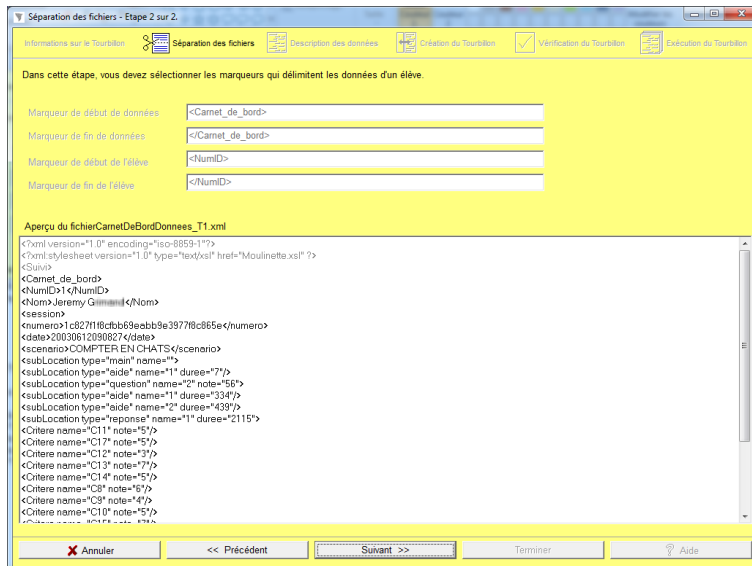 Séparation des fichiers - Etape 2 sur 2.
Informations sur le Tourbillon Séparation des fichiers Description des données Création du Tourbillon Vérification du Tourbillon Exécution du Tourbillon
Dans cette étape, vous devez sélectionner les marqueurs qui délimitent les données d'un élève.
Marqueur de début de données <Carnet_de_bord>
Marqueur de fin de données </Carnet_de_bord>
Marqueur de début de l'élève <NumID>
Marqueur de fin de l'élève </NumID>
Aperçu du fichierCarnetDeBordDonnees_T1.xml
<?xml version="1.0" encoding="iso-8859-1"?>
<?xml:stylesheet version="1.0" type="text/xsl" href="Moulinette.xsl" ?>
<Suivi>
<Carnet_de_bord>
<NumID>1</NumID>
<Nom>Jeremy </Nom>
<session>
<numero>1c827f1f8cfbb69eabb9e3977f8c865e</numero>
<date>20030612090827</date>
<scenario>COMPTER EN CHATS</scenario>
<subLocation type="main" name="">
<subLocation type="aide" name="1" duree="7"/>
<subLocation type="question" name="2" note="56">
<subLocation type="aide" name="1" duree="334"/>
<subLocation type="aide" name="2" duree="439"/>
<subLocation type="reponse" name="1" duree="2115">
<Critere name="C11" note="5"/>
<Critere name="C17" note="5"/>
<Critere name="C12" note="3"/>
<Critere name="C13" note="7"/>
<Critere name="C14" note="5"/>
<Critere name="C8" note="6"/>
<Critere name="C9" note="4"/>
<Critere name="C10" note="5"/>
<Critere name="C15" note="7"/>
Annuler << Précédent Suivant >> Terminer Aide